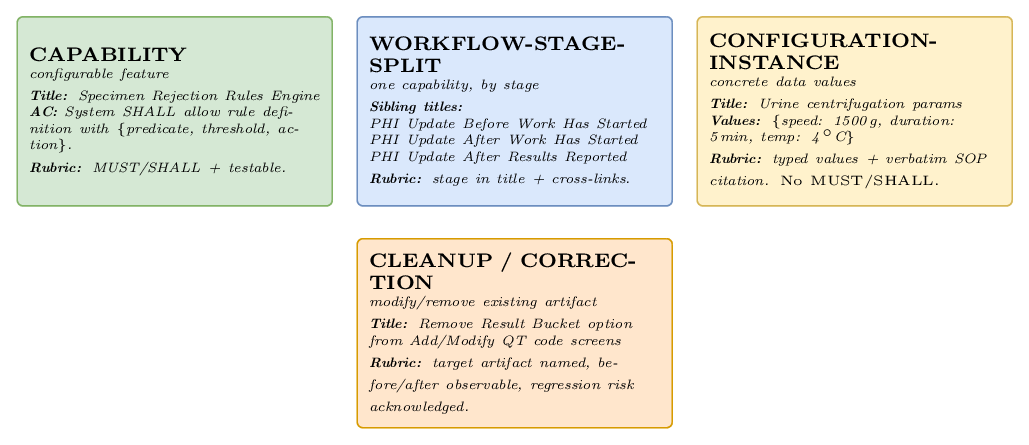 CAPABILITY
configurable feature
Title: Specimen Rejection Rules Engine
AC: System SHALL allow rule defi-
nition with {predicate, threshold, ac-
tion}.
Rubric: MUST/SHALL + testable.
WORKFLOW-STAGE-
SPLIT
one capability, by stage
Sibling titles:
PHI Update Before Work Has Started
PHI Update After Work Has Started
PHI Update After Results Reported
Rubric: stage in title + cross-links.
CONFIGURATION-
INSTANCE
concrete data values
Title: Urine centrifugation params
Values: {speed: 1500 g, duration:
5 min, temp: 4°C}
Rubric: typed values + verbatim SOP
citation. No MUST/SHALL.
CLEANUP / CORREC-
TION
modify/remove existing artifact
Title: Remove Result Bucket option
from Add/Modify QT code screens
Rubric: target artifact named, be-
fore/after observable, regression risk
acknowledged.